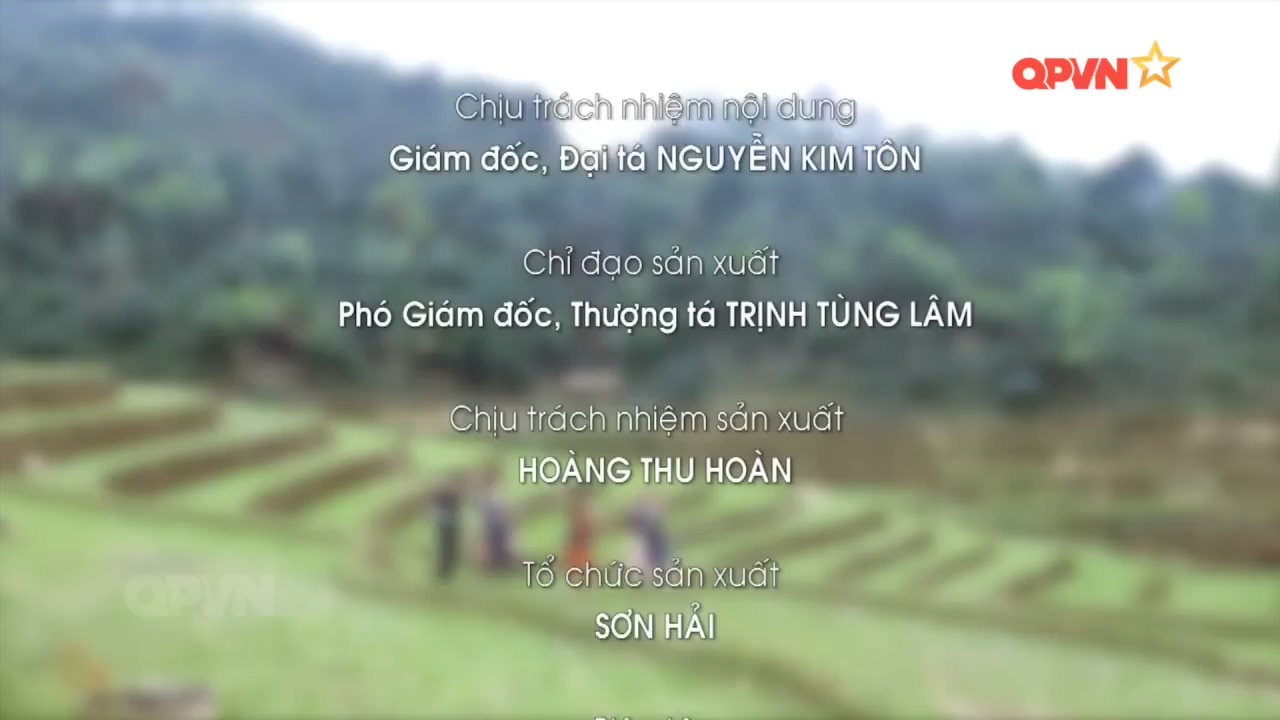 QPVN
Chịu trách nhiệm nội dung
Giám đốc, Đại tá NGUYỄN KIM TÔN
Chỉ đạo sản xuất
Phó Giám đốc, Thượng tá TRỊNH TÙNG LÂM
Chịu trách nhiệm sản xuất
HOÀNG THU HOÀN
Tổ chức sản xuất
SƠN HẢI
QPVN